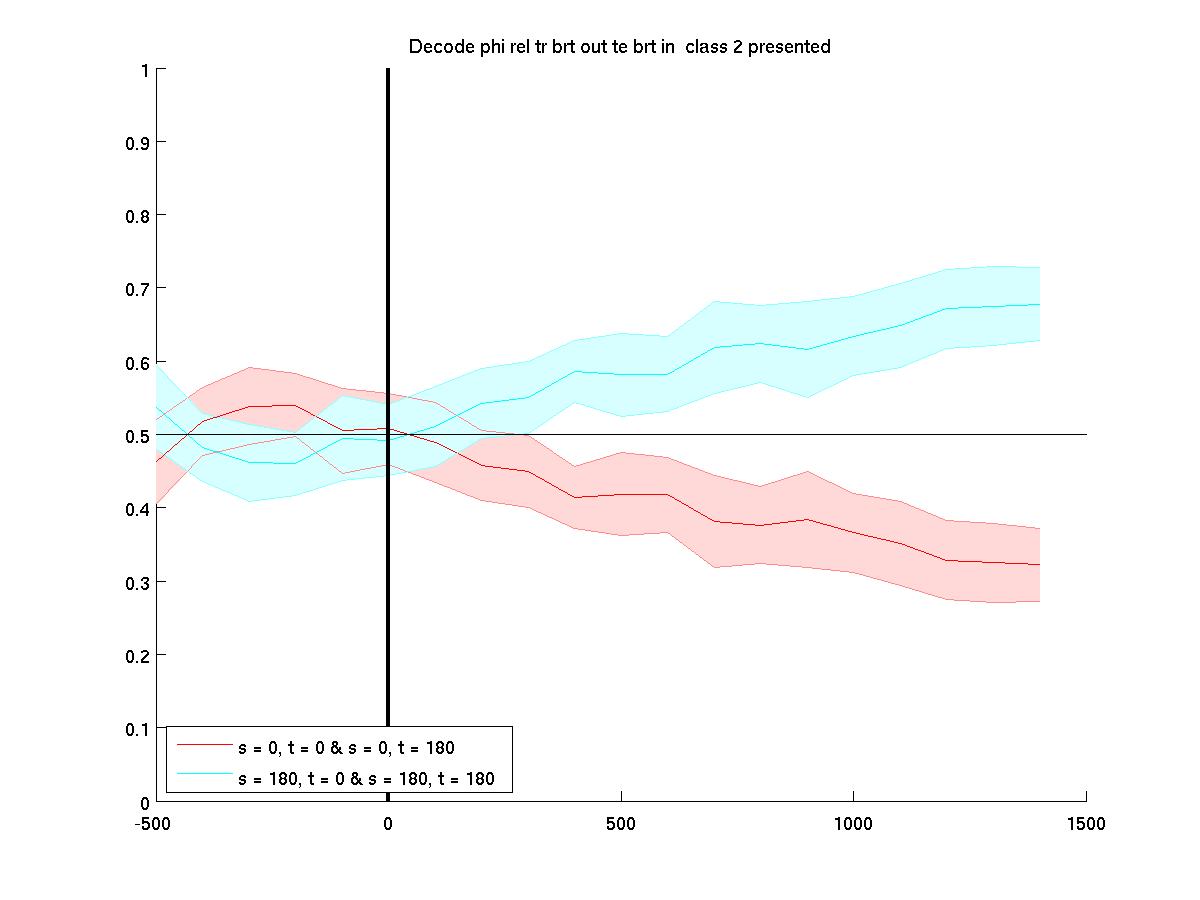 Decode phi rel tr brt out te brt in  class 2 presented
1
0.9
0.8
0.7
0.6
0.5
0.4
0.3
0.2
0.1
0
s = 0, t = 0 & s = 0, t = 180
s = 180, t = 0 & s = 180, t = 180
-500 0 500 1000 1500